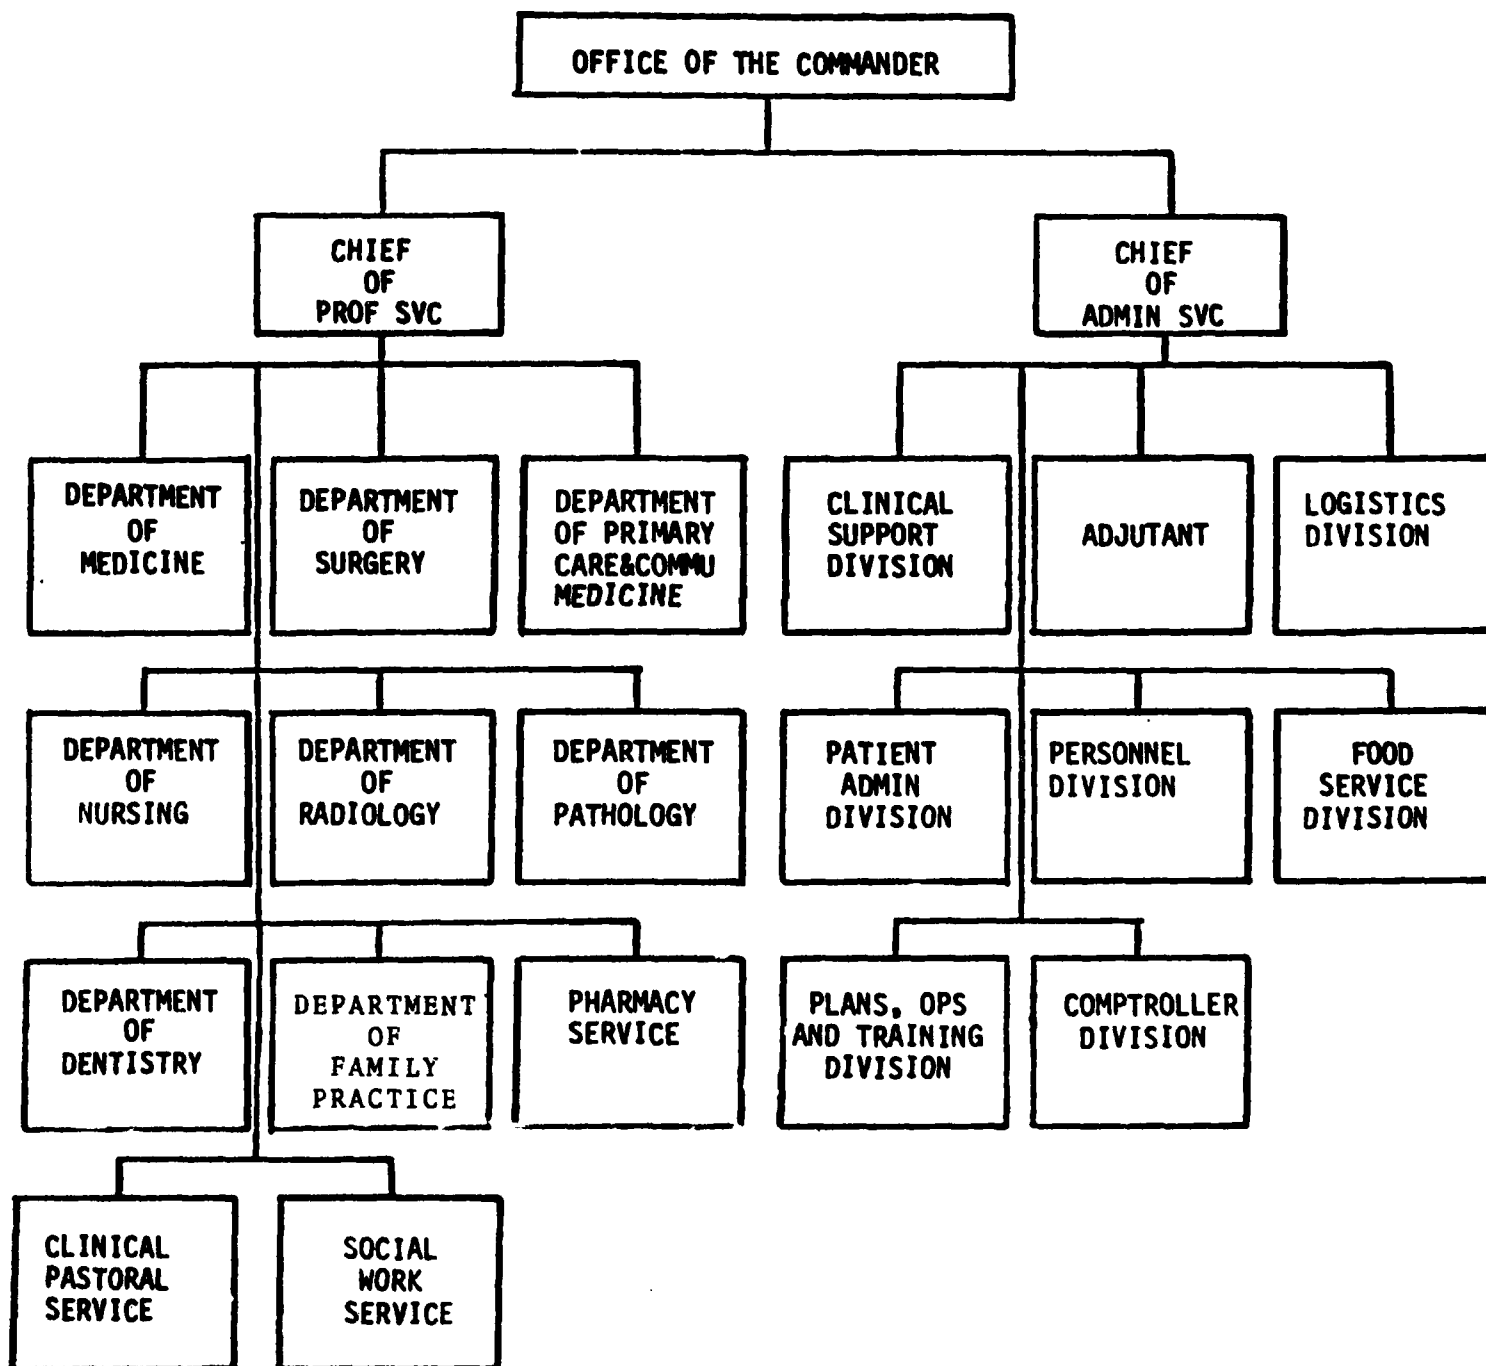 OFFICE OF THE COMMANDER
CHIEF
OF
PROF SVC
CHIEF
OF
ADMIN SVC
DEPARTMENT
OF
MEDICINE
DEPARTMENT
OF
SURGERY
DEPARTMENT
OF PRIMARY
CARE&COMMU
MEDICINE
CLINICAL
SUPPORT
DIVISION
ADJUTANT
LOGISTICS
DIVISION
DEPARTMENT
OF
NURSING
DEPARTMENT
OF
RADIOLOGY
DEPARTMENT
OF
PATHOLOGY
PATIENT
ADMIN
DIVISION
PERSONNEL
DIVISION
FOOD
SERVICE
DIVISION
DEPARTMENT
OF
DENTISTRY
DEPARTMENT
OF
FAMILY
PRACTICE
PHARMACY
SERVICE
PLANS, OPS
AND TRAINING
DIVISION
COMPTROLLER
DIVISION
CLINICAL
PASTORAL
SERVICE
SOCIAL
WORK
SERVICE